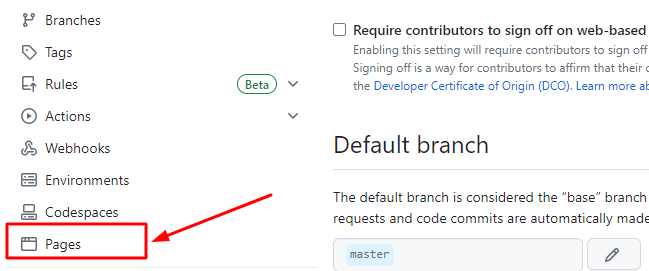 Branches
Tags
Rules Beta
Actions
Webhooks
Environments
Codespaces
Pages
Require contributors to sign off on web-based
Enabling this setting will require contributors to sign off
Signing off is a way for contributors to affirm that their
the Developer Certificate of Origin (DCO). Learn more
Default branch
The default branch is considered the “base” branch
requests and code commits are automatically made
master